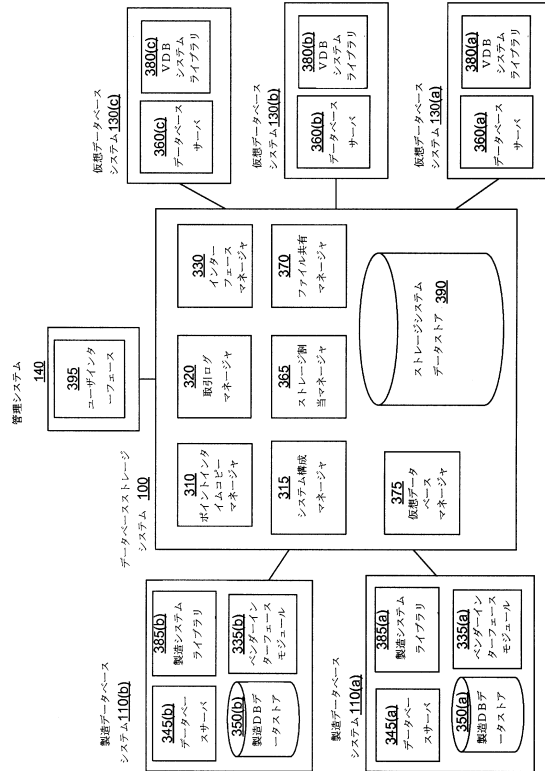 管理システム
140
395
ユーザインタ
ーフェース
データベースストレージ
システム 100
310
ポイントインタ
イムコピー
マネージャ
320
取引ログ
マネージャ
330
インター
フェース
マネージャ
315
システム構成
マネージャ
365
ストレージ割
当マネージャ
370
ファイル共有
マネージャ
375
仮想データ
ベース
マネージャ
ストレージシステム
データストア 390
製造データベース
システム110(b)
345(b)
データベー
スサーバ
385(b)
製造システム
ライブラリ
350(b)
製造DBデ
ータストア
335(b)
ベンダーイン
ターフェース
モジュール
製造データベース
システム110(a)
345(a)
データベー
スサーバ
385(a)
製造システム
ライブラリ
350(a)
製造DBデ
ータストア
335(a)
ベンダーイン
ターフェース
モジュール
仮想データベース
システム130(c)
360(c)
データベース
サーバ
380(c)
VDB
システム
ライブラリ
仮想データベース
システム130(b)
360(b)
データベース
サーバ
380(b)
VDB
システム
ライブラリ
仮想データベース
システム130(a)
360(a)
データベース
サーバ
380(a)
VDB
システム
ライブラリ